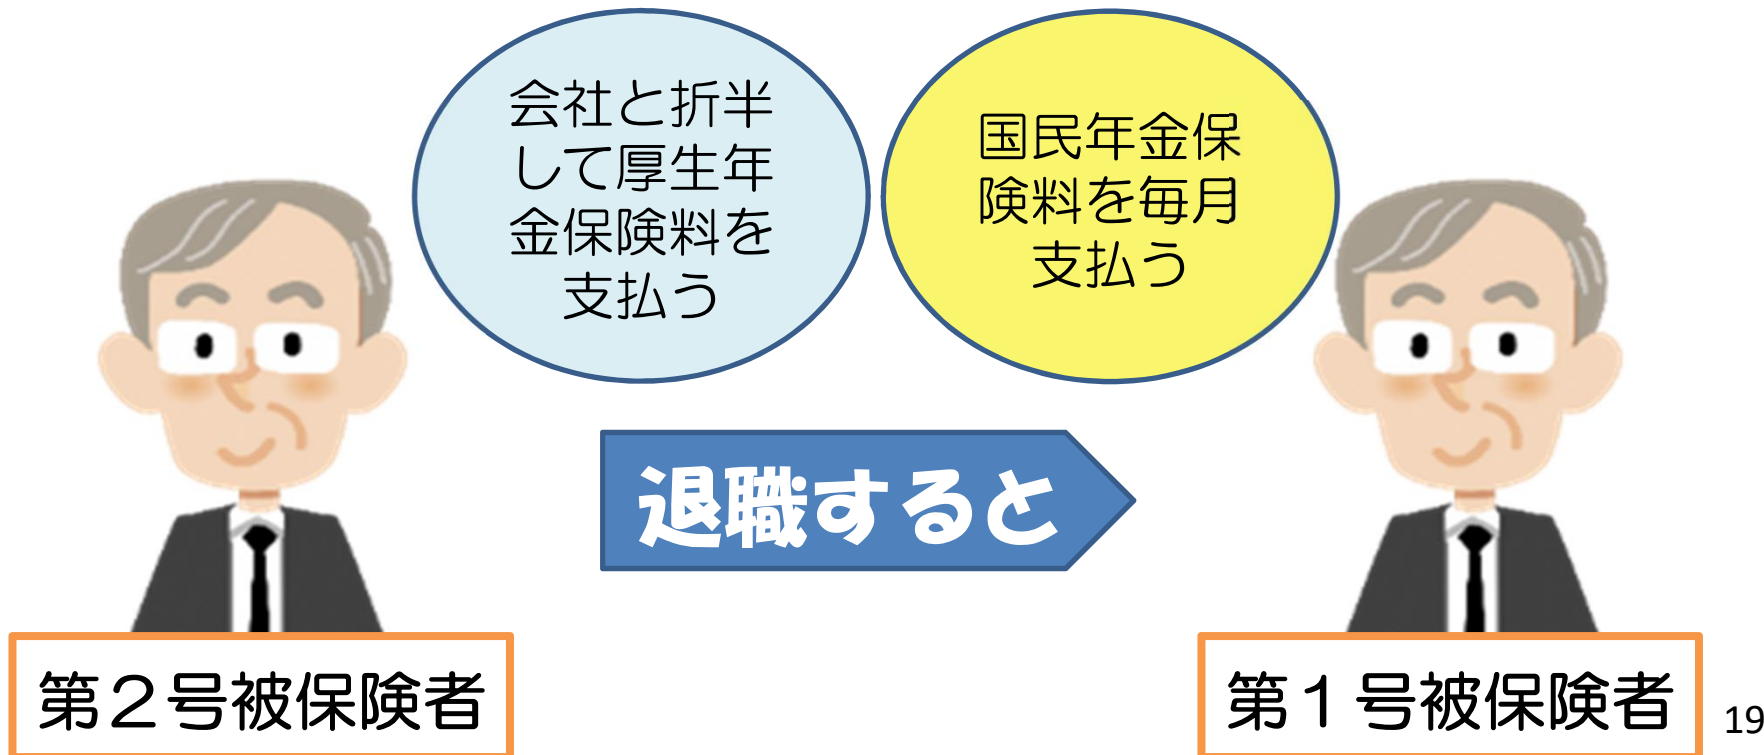 会社と折半
して厚生年
金保険料を
支払う
国民年金保
険料を毎月
支払う
退職すると
第２号被保険者
第１号被保険者
19